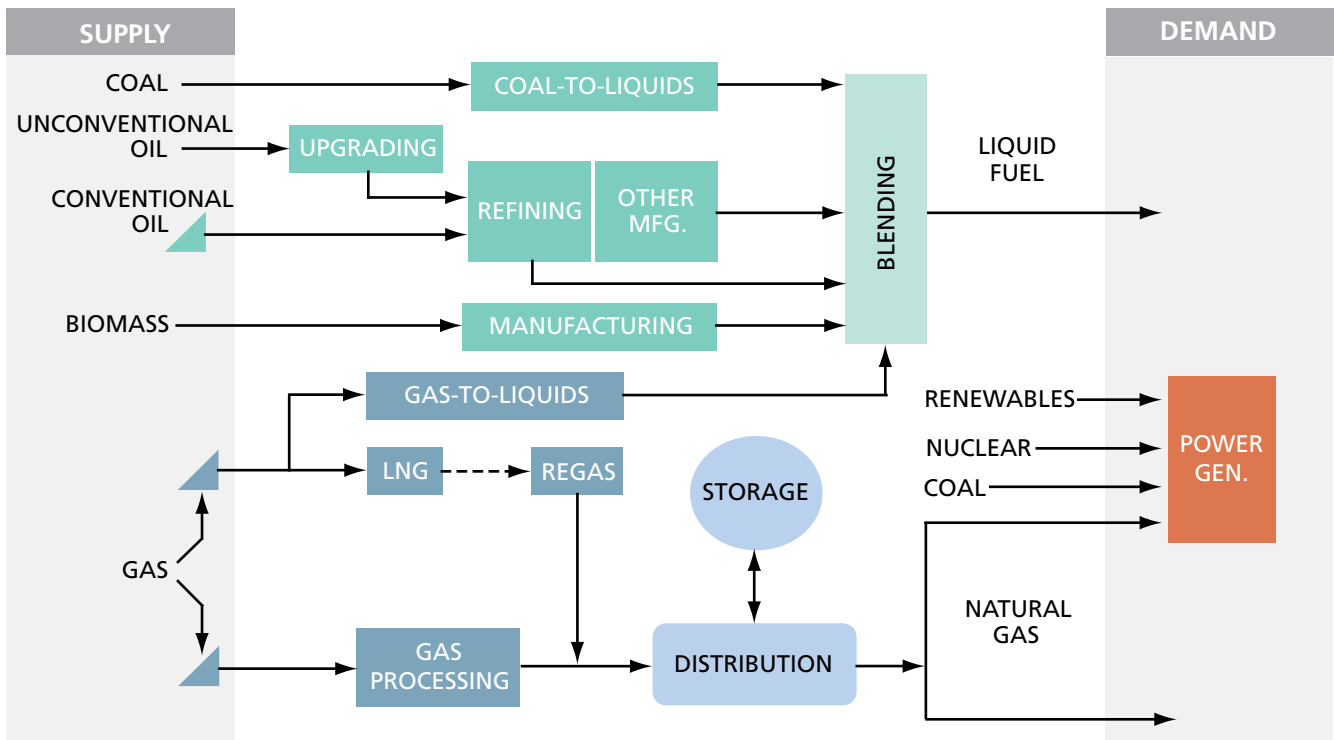 SUPPLY
DEMAND
COAL
COAL-TO-LIQUIDS
UNCONVENTIONAL
OIL
UPGRADING
CONVENTIONAL
OIL
REFINING
OTHER
MFG.
BLENDING
LIQUID
FUEL
BIOMASS
MANUFACTURING
GAS-TO-LIQUIDS
LNG
REGAS
STORAGE
RENEWABLES
NUCLEAR
COAL
POWER
GEN.
GAS
GAS
PROCESSING
DISTRIBUTION
NATURAL
GAS